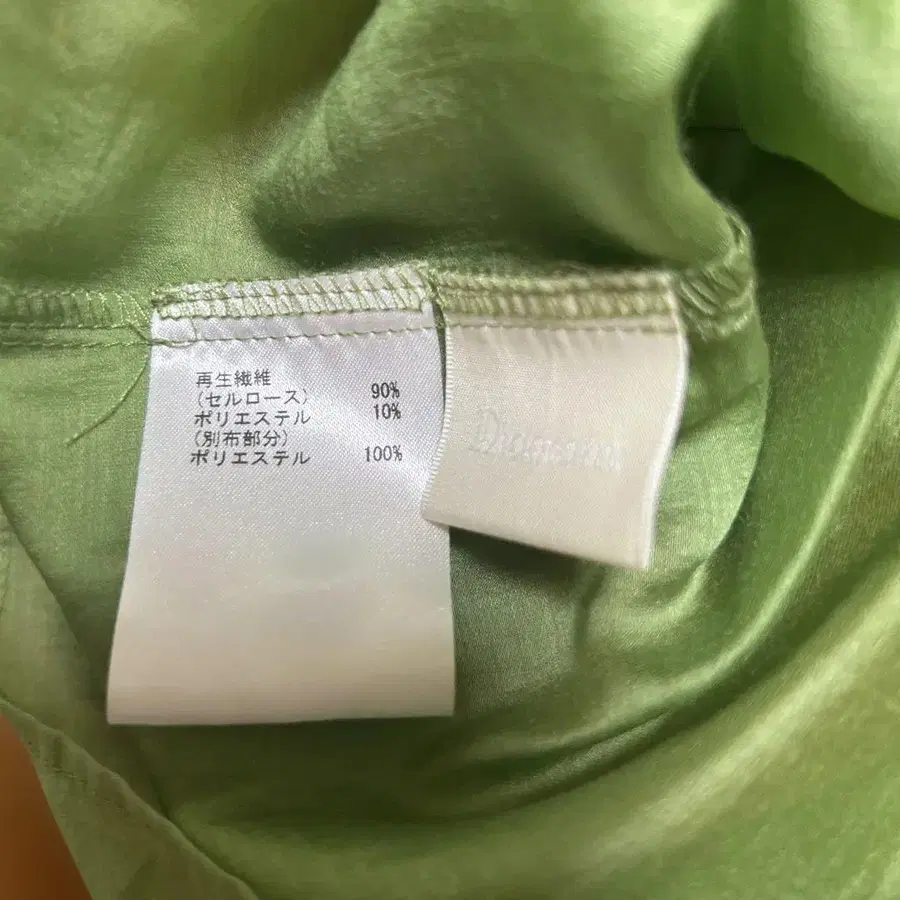 再生繊維
(セルロース) 90%
ポリエステル 10%
(別布部分)
ポリエステル 100%